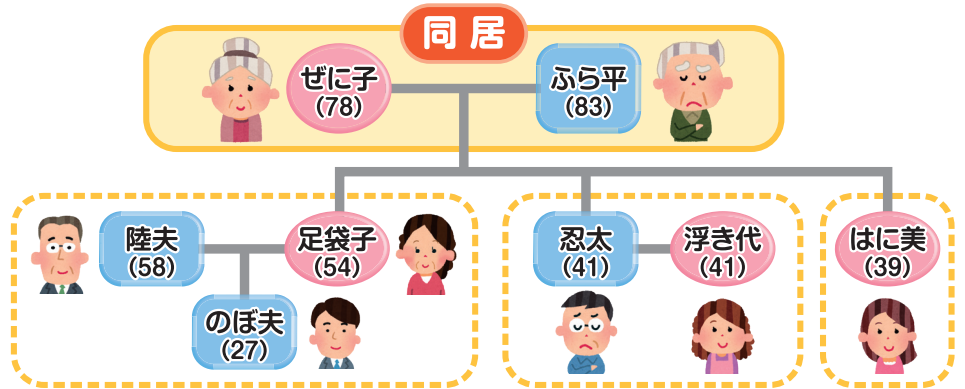 同居
ぜに子
(78)
ふら平
(83)
陸夫
(58)
足袋子
(54)
忍太
(41)
浮き代
(41)
はに美
(39)
のぼ夫
(27)